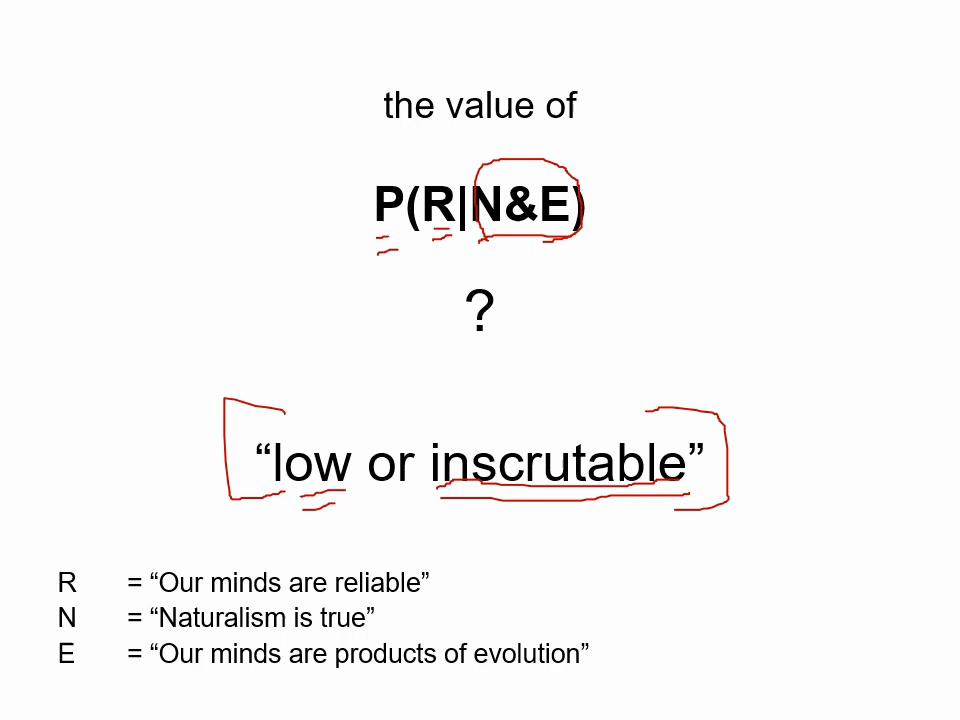 the value of
P(R|N&E)
?
“low or inscrutable”
R = “Our minds are reliable”
N = “Naturalism is true”
E = “Our minds are products of evolution”